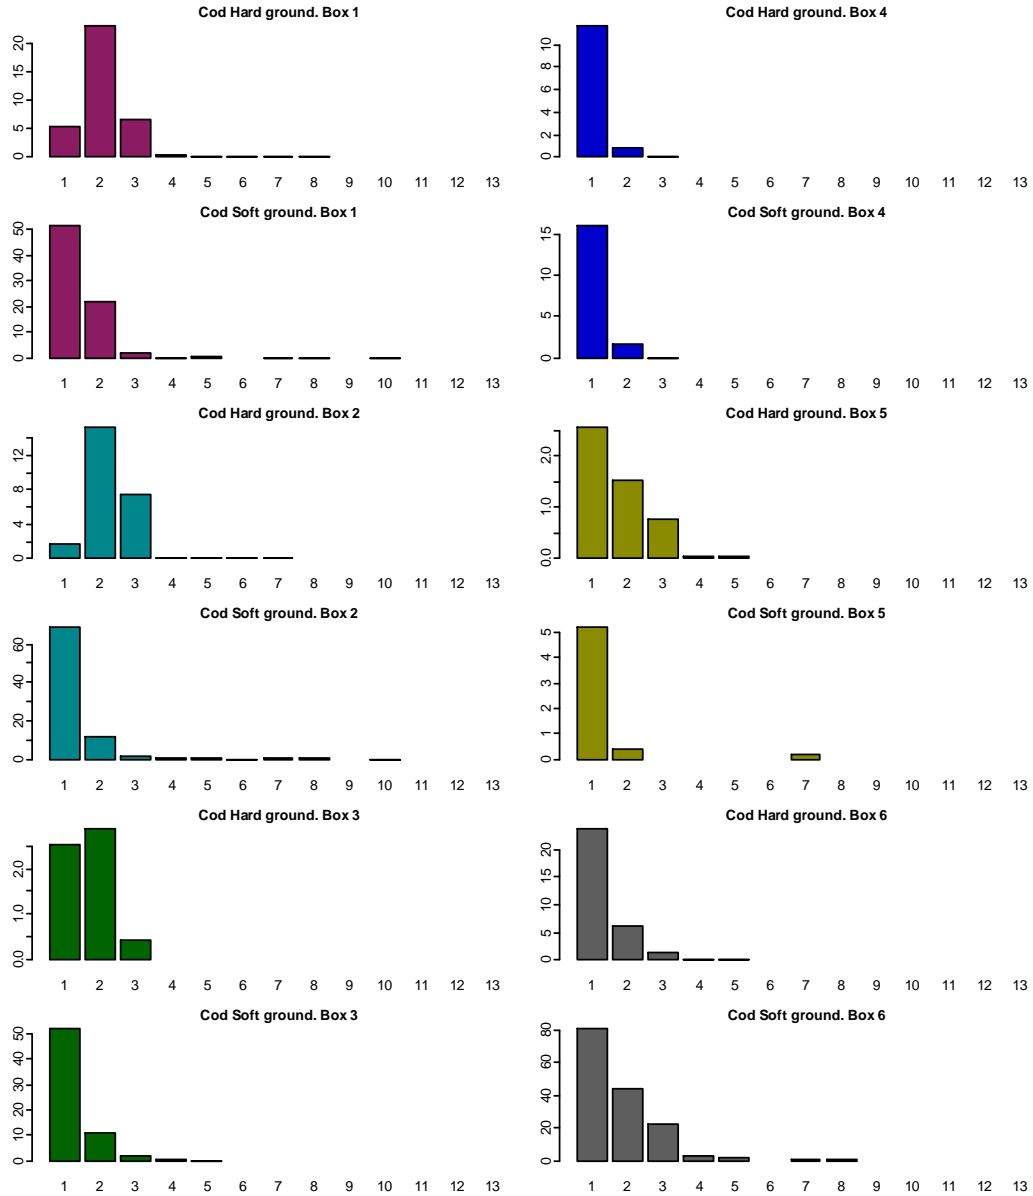 Cod Hard ground. Box 1
0 5 10 15 20
1 2 3 4 5 6 7 8 9 10 11 12 13
Cod Soft ground. Box 1
0 10 20 30 40 50
1 2 3 4 5 6 7 8 9 10 11 12 13
Cod Hard ground. Box 2
0 4 8 12
1 2 3 4 5 6 7 8 9 10 11 12 13
Cod Soft ground. Box 2
0 20 40 60
1 2 3 4 5 6 7 8 9 10 11 12 13
Cod Hard ground. Box 3
0.0 1.0 2.0
1 2 3 4 5 6 7 8 9 10 11 12 13
Cod Soft ground. Box 3
0 10 20 30 40 50
1 2 3 4 5 6 7 8 9 10 11 12 13
Cod Hard ground. Box 4
0 2 4 6 8 10
1 2 3 4 5 6 7 8 9 10 11 12 13
Cod Soft ground. Box 4
0 5 10 15
1 2 3 4 5 6 7 8 9 10 11 12 13
Cod Hard ground. Box 5
0.0 1.0 2.0
1 2 3 4 5 6 7 8 9 10 11 12 13
Cod Soft ground. Box 5
0 1 2 3 4 5
1 2 3 4 5 6 7 8 9 10 11 12 13
Cod Hard ground. Box 6
0 5 10 15 20
1 2 3 4 5 6 7 8 9 10 11 12 13
Cod Soft ground. Box 6
0 20 40 60 80
1 2 3 4 5 6 7 8 9 10 11 12 13